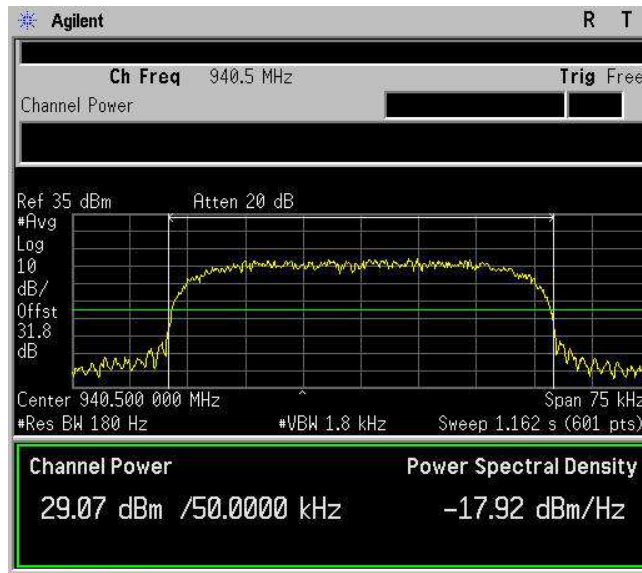 Agilent R T
Ch Freq 940.5 MHz Trig Free
Channel Power
Ref 35 dBm Atten 20 dB
#Avg
Log
10
dB/
Offst
31.8
dB
Center 940.500 000 MHz Span 75 kHz
#Res BW 180 Hz #VBW 1.8 kHz Sweep 1.162 s (601 pts)
Channel Power Power Spectral Density
29.07 dBm /50.0000 kHz -17.92 dBm/Hz